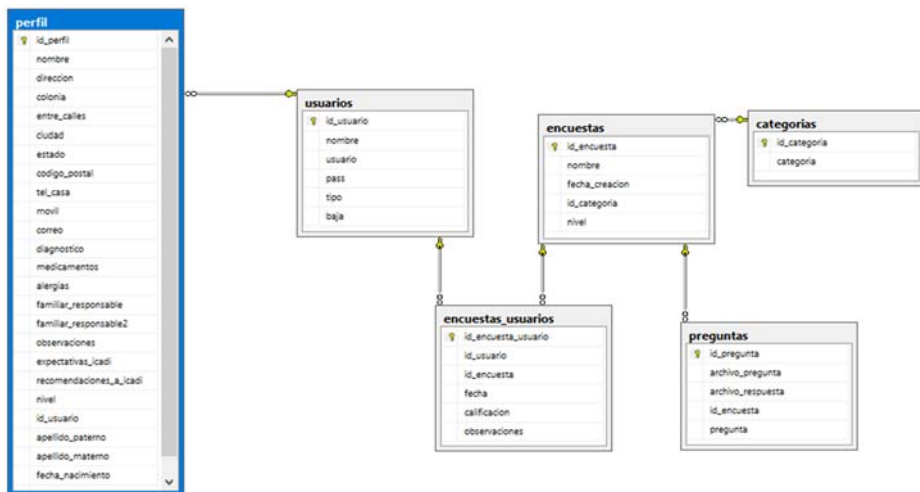 perfil
id_perfil
nombre
direccion
colonia
entre_calles
ciudad
estado
codigo_postal
tel_casa
movil
correo
diagnostico
medicamentos
alergias
familiar_responsable
familiar_responsable2
observaciones
expectativas_icadi
recomendaciones_a_icadi
nivel
id_usuario
apellido_paterno
apellido_materno
fecha_nacimiento
usuarios
id_usuario
nombre
usuario
pass
tipo
baja
encuestas
id_encuesta
nombre
fecha_creacion
id_categoria
nivel
categorias
id_categoria
categoria
encuestas_usuarios
id_encuesta_usuario
id_usuario
id_encuesta
fecha
calificacion
observaciones
preguntas
id_pregunta
archivo_pregunta
archivo_respuesta
id_encuesta
pregunta